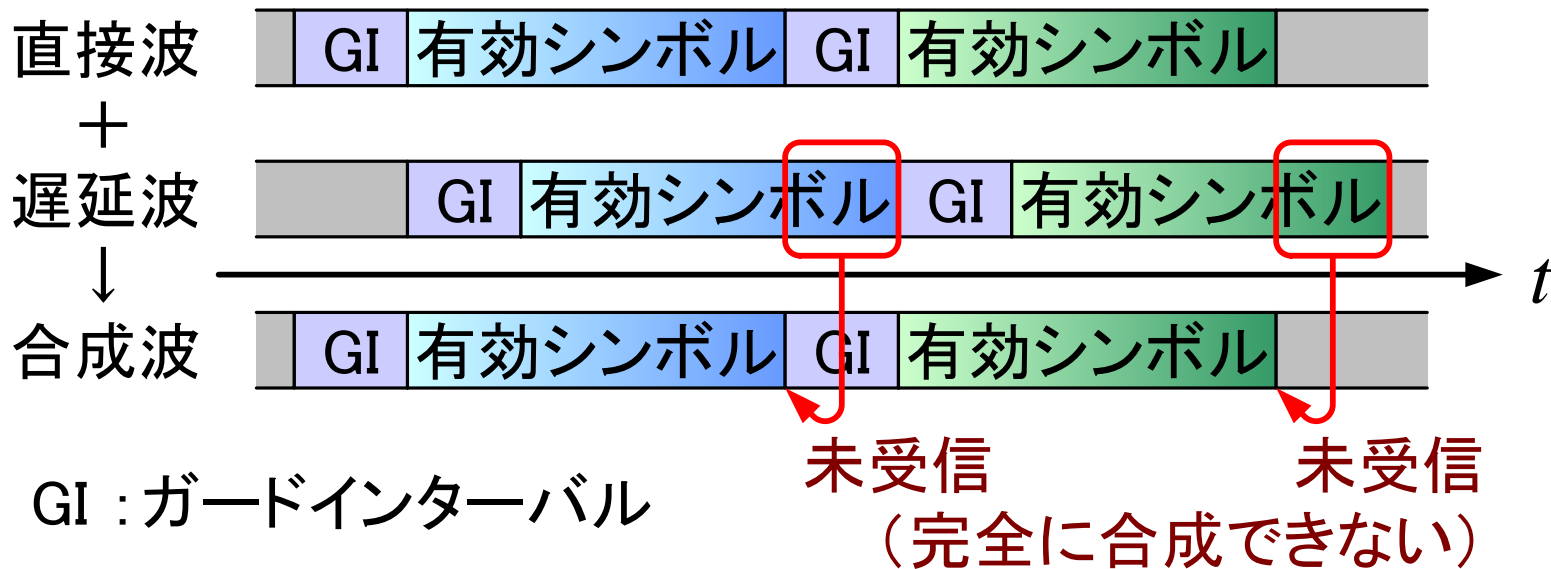 直接波 GI 有効シンボル GI 有効シンボル
＋
遅延波 GI 有効シンボル GI 有効シンボル
↓ t
合成波 GI 有効シンボル GI 有効シンボル
未受信 未受信
GI：ガードインターバル
（完全に合成できない）